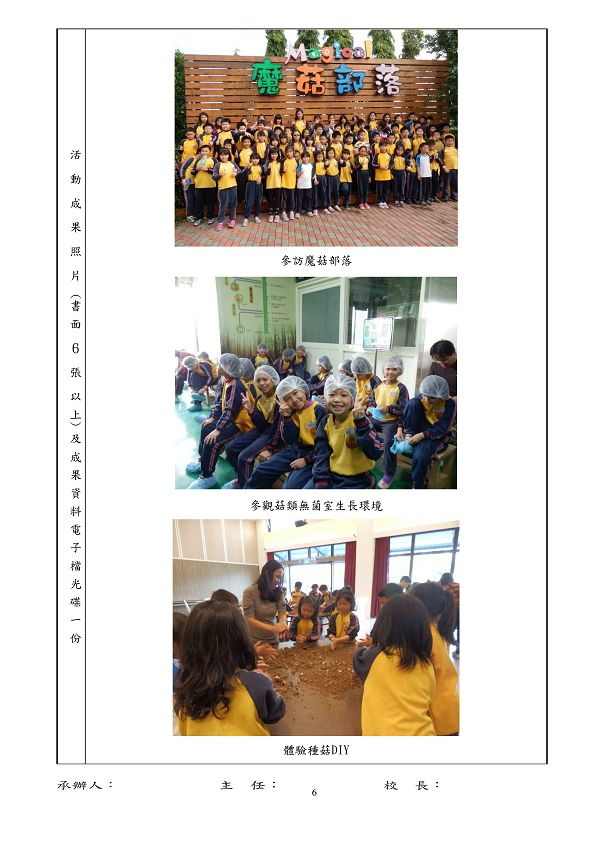 活動成果照片(書面6張以上)及成果資料電子檔光碟一份
Magical
魔菇部落
參訪魔菇部落
參觀菇類無菌室生長環境
體驗種菇DIY
承辦人： 主 任： 校 長：
6